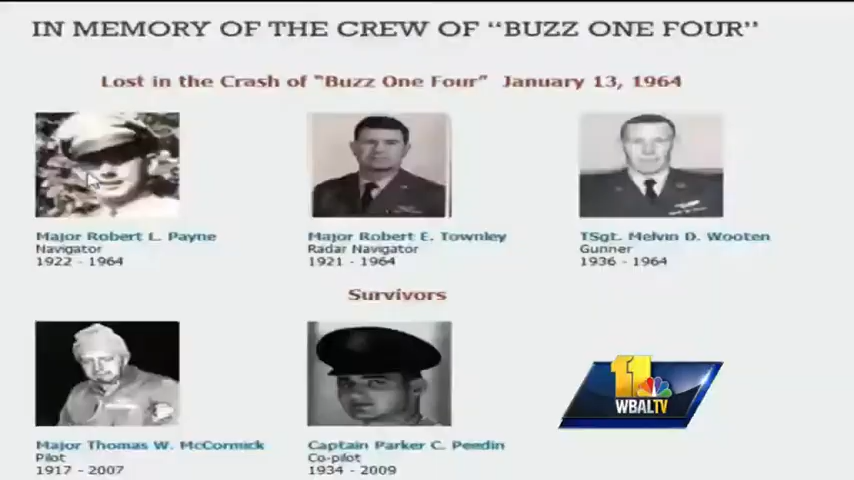 IN MEMORY OF THE CREW OF “BUZZ ONE FOUR”
Lost in the Crash of "Buzz One Four" January 13, 1964
Major Robert L. Payne
Navigator
1922 - 1964
Major Robert E. Townley
Radar Navigator
1921 - 1964
TSgt. Melvin D. Wooten
Gunner
1936 - 1964
Survivors
Major Thomas W. McCormick
Pilot
1917 - 2007
Captain Parker C. Peedin
Co-pilot
1934 - 2009
11
WBALTV